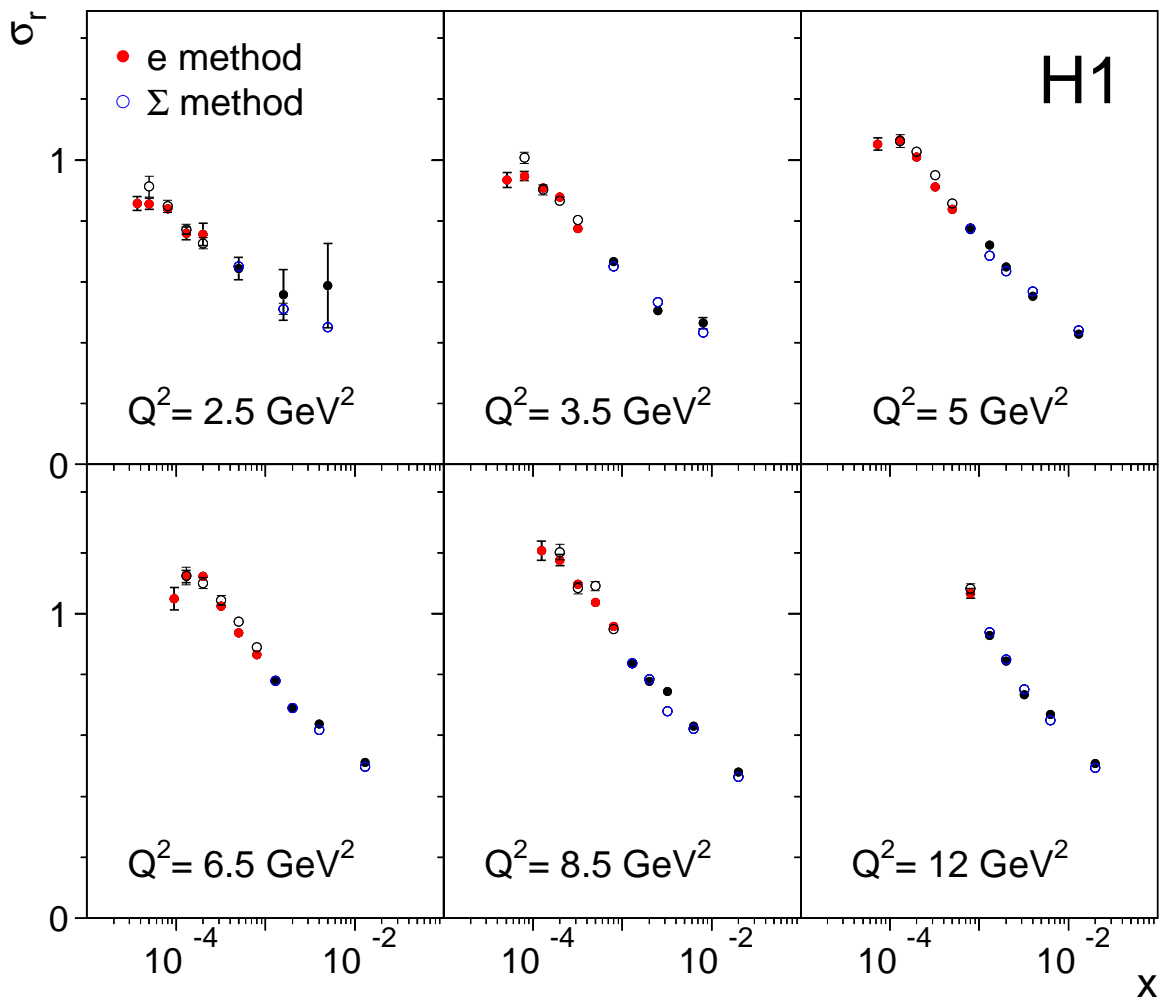 σr
e method
Σ method
H1
1
0
Q²= 2.5 GeV²
Q²= 3.5 GeV²
Q²= 5 GeV²
1
0
Q²= 6.5 GeV²
Q²= 8.5 GeV²
Q²= 12 GeV²
10⁻⁴ 10⁻² 10⁻⁴ 10⁻² 10⁻⁴ 10⁻²
x